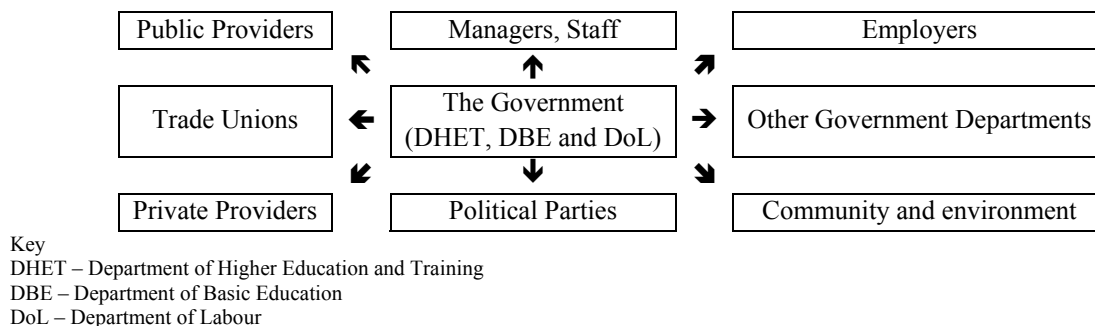 Public Providers
Managers, Staff
Employers
Trade Unions
The Government
(DHET, DBE and DoL)
Other Government Departments
Private Providers
Political Parties
Community and environment
Key
DHET – Department of Higher Education and Training
DBE – Department of Basic Education
DoL – Department of Labour